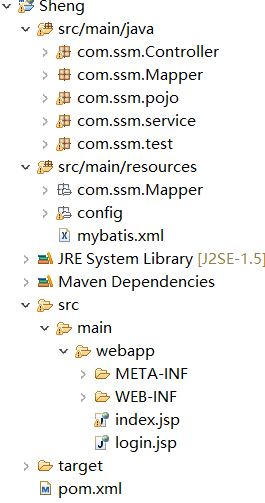 Sheng
src/main/java
com.ssm.Controller
com.ssm.Mapper
com.ssm.pojo
com.ssm.service
com.ssm.test
src/main/resources
com.ssm.Mapper
config
mybatis.xml
JRE System Library [J2SE-1.5]
Maven Dependencies
src
main
webapp
META-INF
WEB-INF
index.jsp
login.jsp
target
pom.xml